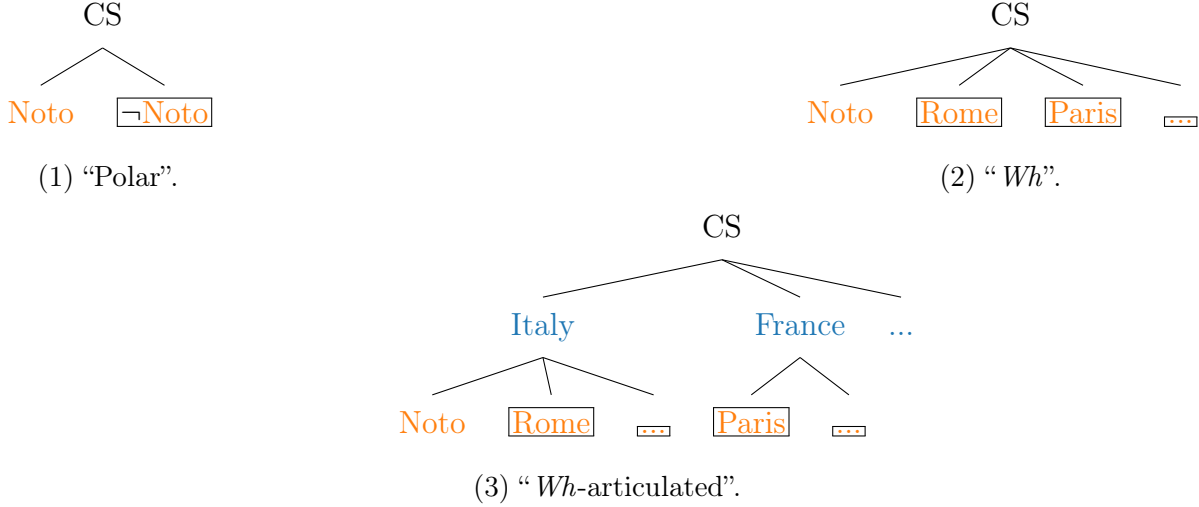 CS
Noto ¬Noto
(1) “Polar”.
CS
Noto Rome Paris ...
(2) “Wh”.
CS
Italy France ...
Noto Rome ... Paris ...
(3) “Wh-articulated”.